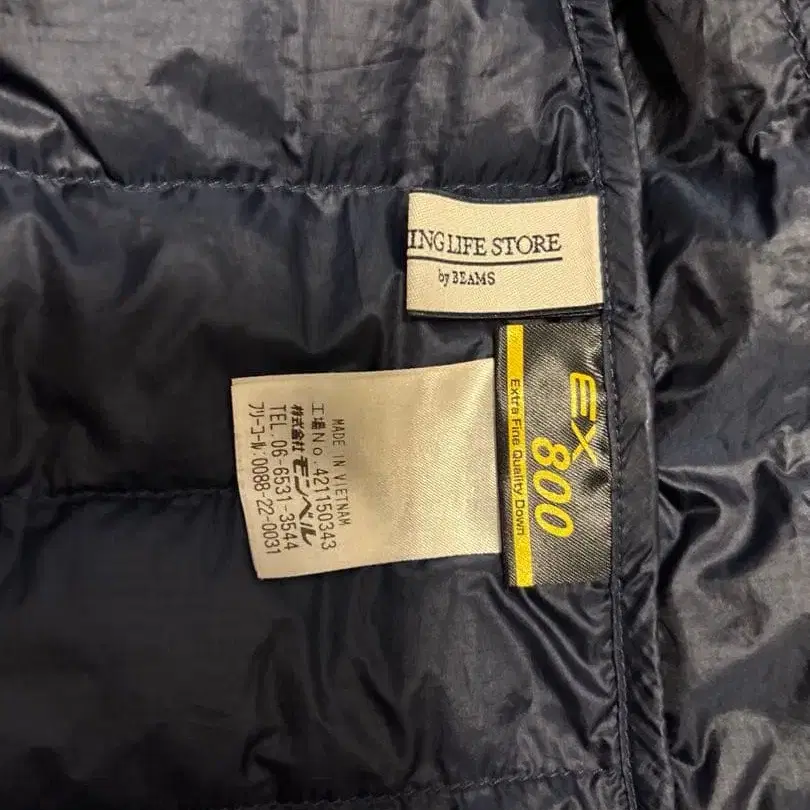 ING LIFE STORE
by BEAMS
EX
800
Extra Fine Quality Down
MADE IN VIETNAM
工場No.421150343
株式会社 モンベル
TEL.06-6531-3544
フリーコール:0088-22-0031